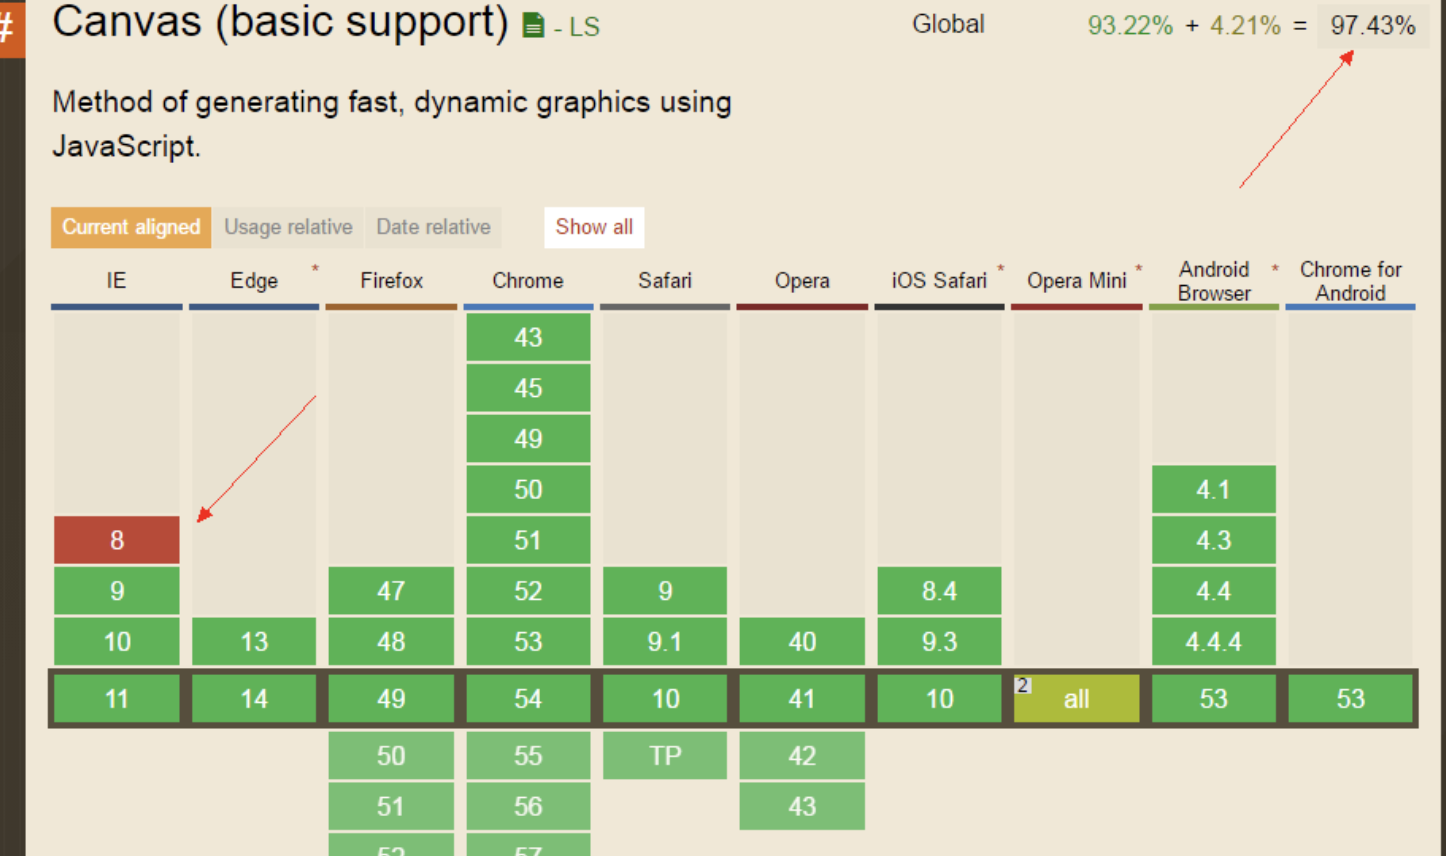 #
Canvas (basic support) - LS
Global 93.22% + 4.21% = 97.43%
Method of generating fast, dynamic graphics using
JavaScript.
Current aligned Usage relative Date relative Show all
IE Edge * Firefox Chrome Safari Opera iOS Safari * Opera Mini * Android Browser * Chrome for Android
43
45
49
50 4.1
8 51 4.3
9 47 52 9 8.4 4.4
10 13 48 53 9.1 40 9.3 4.4.4
11 14 49 54 10 41 10 2 all 53 53
50 55 TP 42
51 56 43
52 57